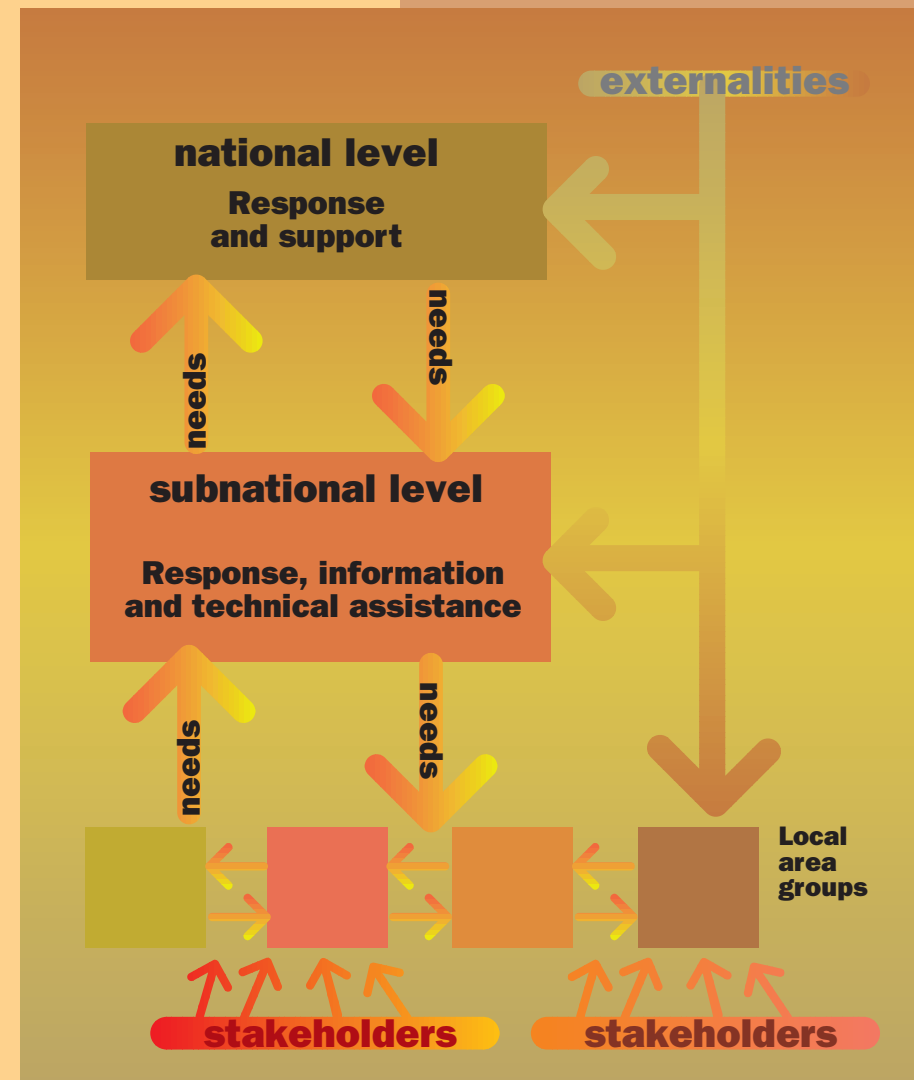 externalities
national level
Response
and support
needs
needs
subnational level
Response, information
and technical assistance
needs
needs
Local
area
groups
stakeholders
stakeholders